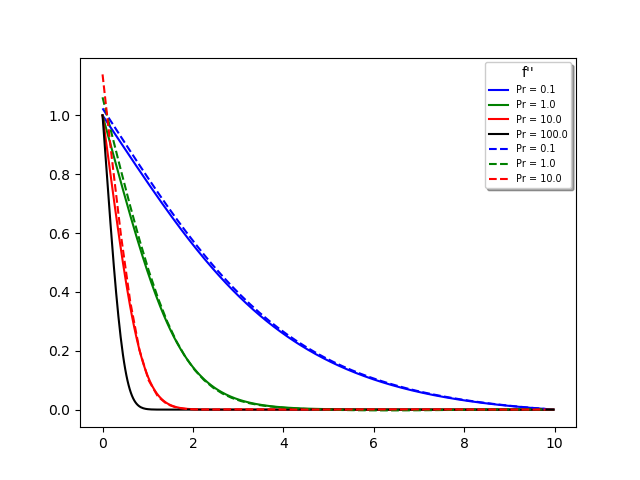 f''
Pr = 0.1
Pr = 1.0
Pr = 10.0
Pr = 100.0
Pr = 0.1
Pr = 1.0
Pr = 10.0
1.0
0.8
0.6
0.4
0.2
0.0
0 2 4 6 8 10